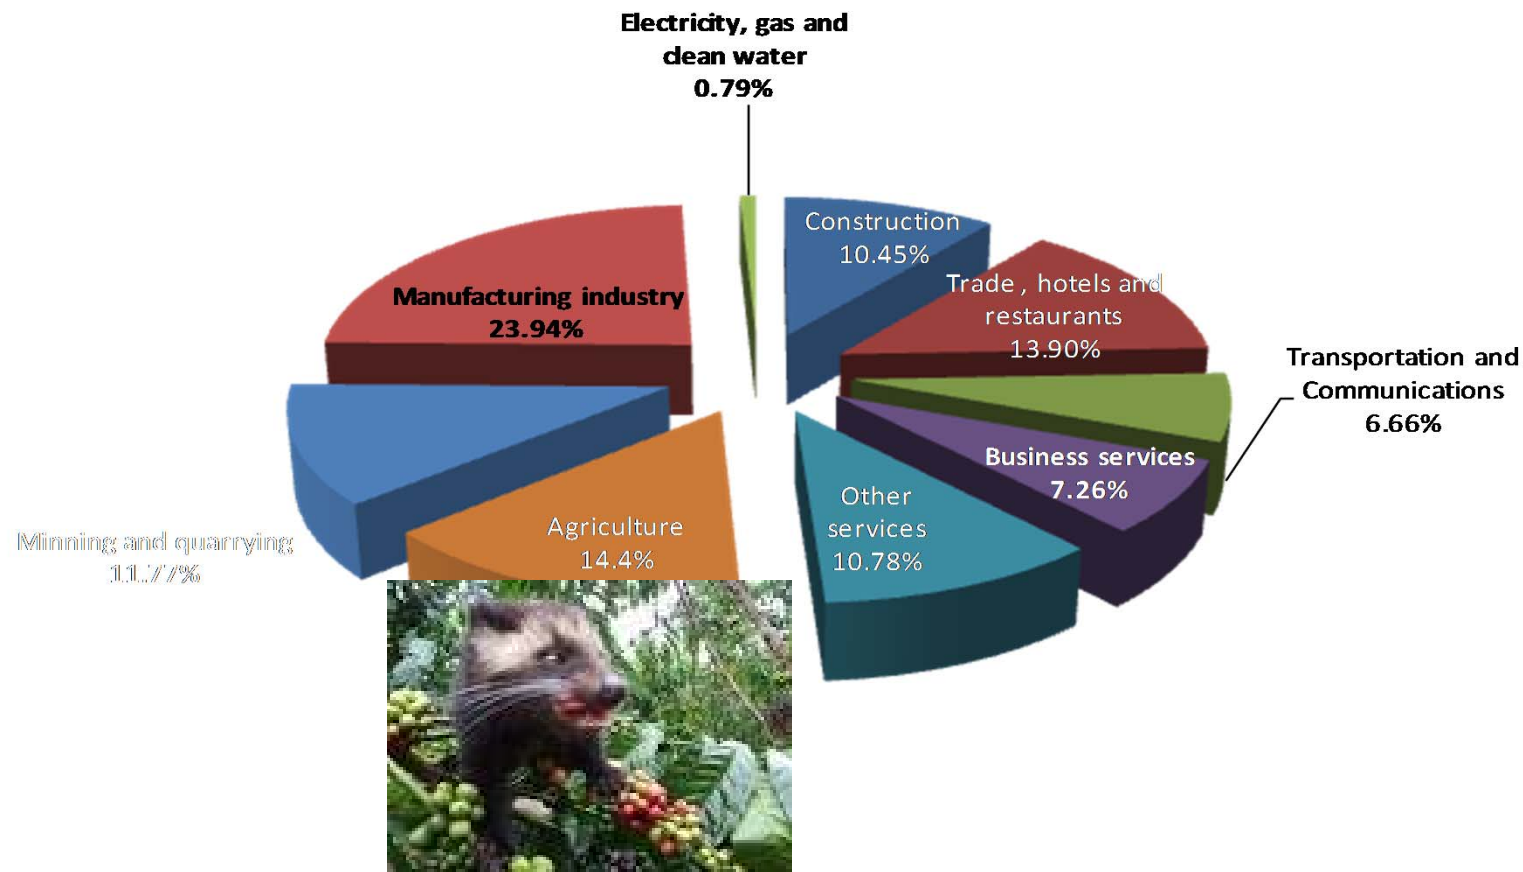 Electricity, gas and
clean water
0.79%
Construction
10.45%
Trade , hotels and
restaurants
13.90%
Manufacturing industry
23.94%
Transportation and
Communications
6.66%
Business services
7.26%
Other
services
10.78%
Agriculture
14.4%
Minning and quarrying
11.77%